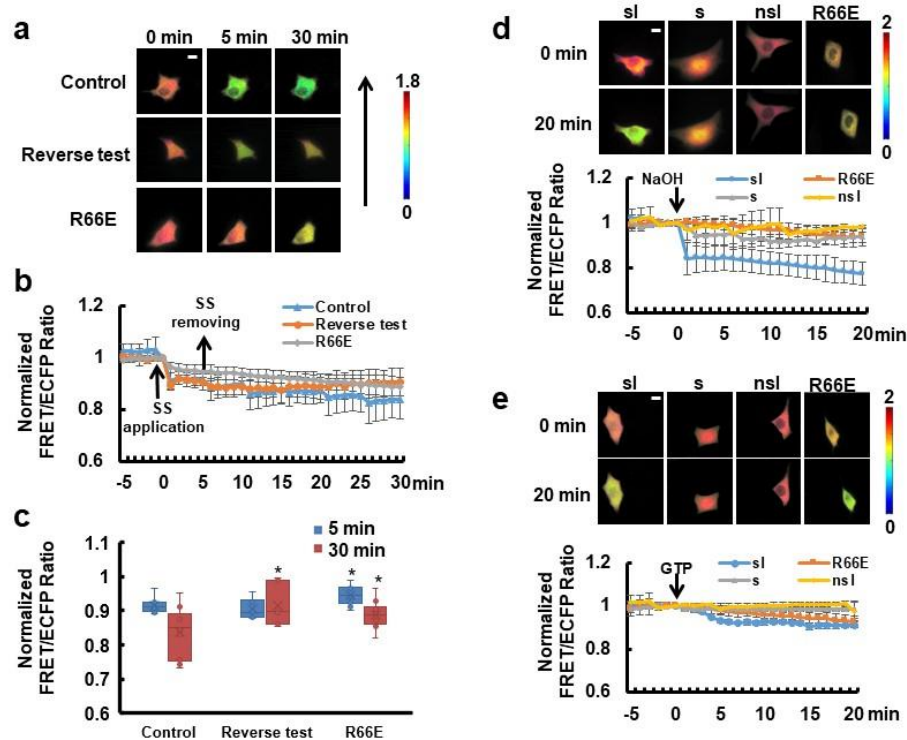 a
0 min 5 min 30 min
Control
Reverse test
R66E
1.8
0
b
Normalized
FRET/ECFP Ratio
1.2
1
0.8
0.6
SS
removing
SS
application
Control
Reverse test
R66E
-5 0 5 10 15 20 25 30 min
c
Normalized
FRET/ECFP Ratio
1.1
1
0.9
0.8
0.7
0.6
5 min
30 min
*
* *
Control Reverse test R66E
d
sl s nsl R66E
0 min
20 min
2
0
Normalized
FRET/ECFP Ratio
1.2
1
0.8
0.6
NaOH
sl R66E
s nsl
-5 0 5 10 15 20 min
e
sl s nsl R66E
0 min
20 min
2
0
Normalized
FRET/ECFP Ratio
1.2
1
0.8
0.6
GTP
sl R66E
s nsl
-5 0 5 10 15 20 min